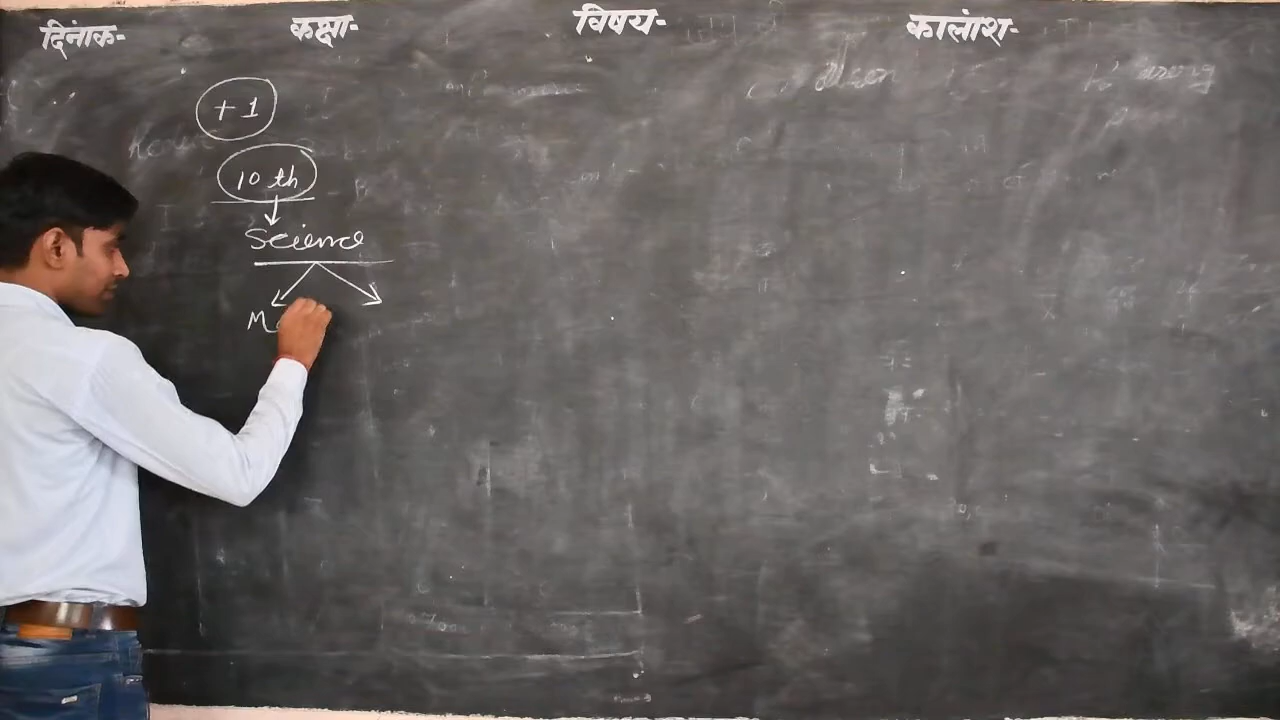 दिनांक- कक्षा- विषय- कालांश-
+1
10 th
Science
M